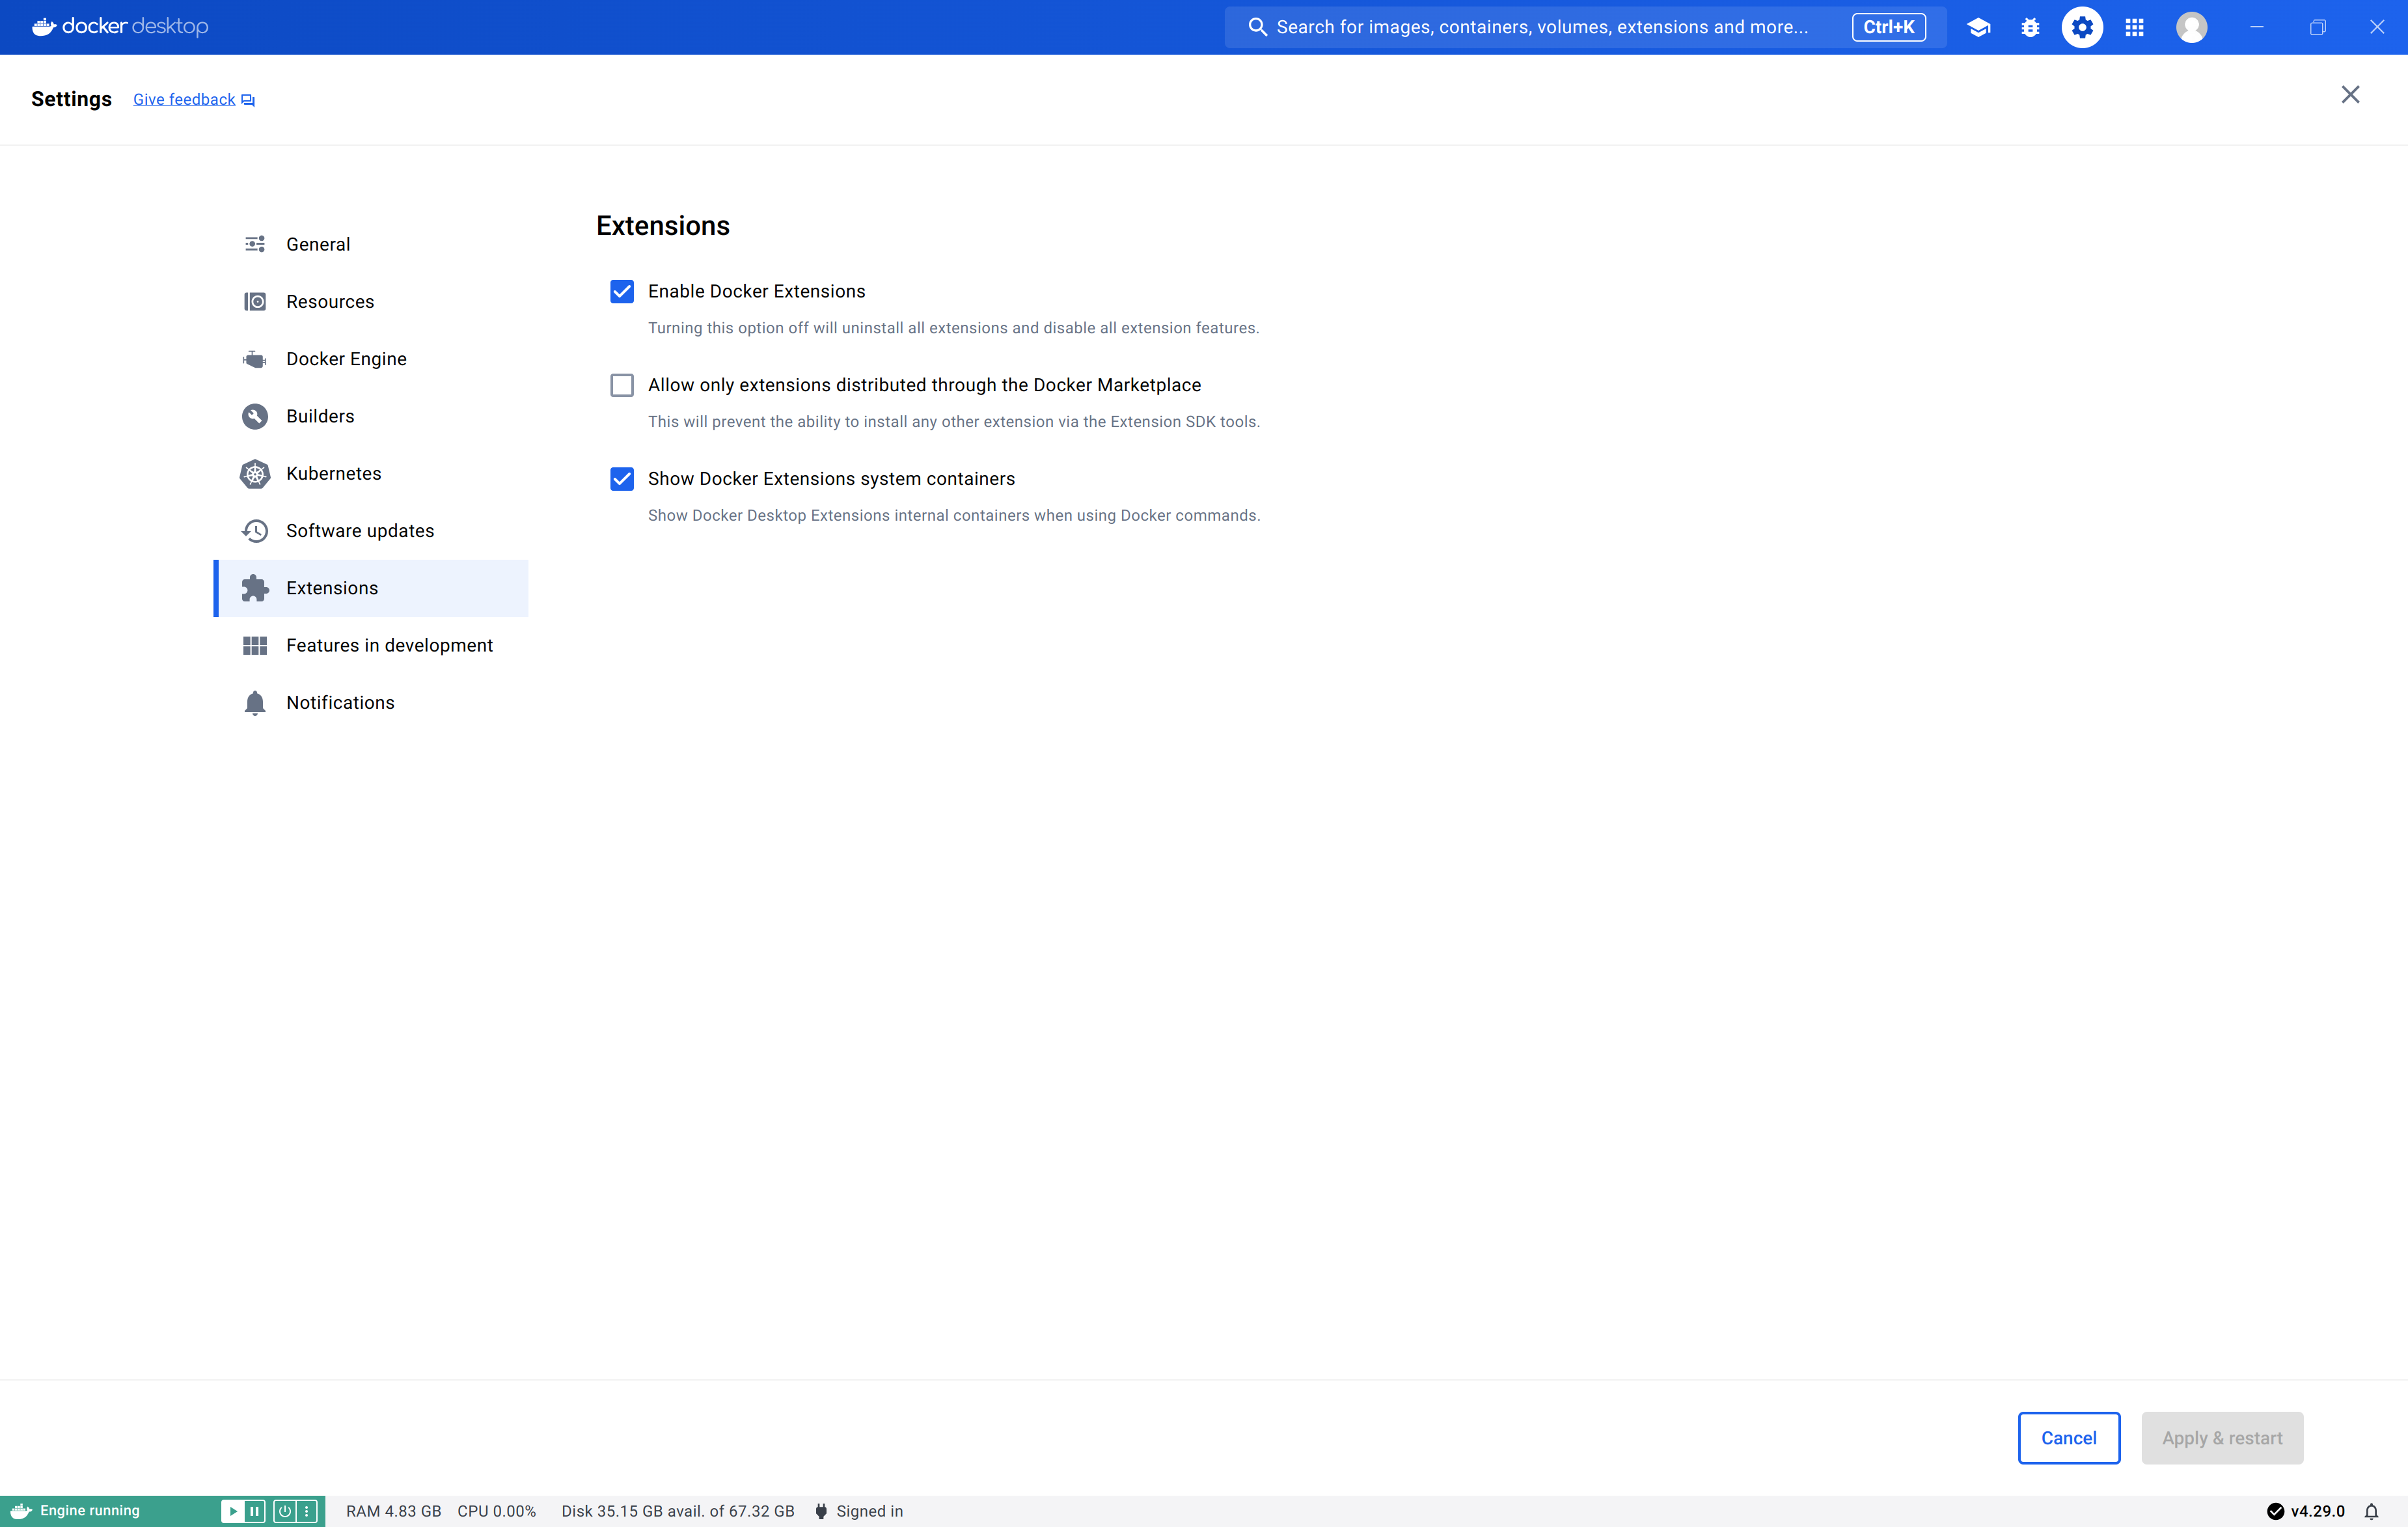 docker desktop
Search for images, containers, volumes, extensions and more... Ctrl+K
Settings Give feedback
General
Resources
Docker Engine
Builders
Kubernetes
Software updates
Extensions
Features in development
Notifications
Extensions
Enable Docker Extensions
Turning this option off will uninstall all extensions and disable all extension features.
Allow only extensions distributed through the Docker Marketplace
This will prevent the ability to install any other extension via the Extension SDK tools.
Show Docker Extensions system containers
Show Docker Desktop Extensions internal containers when using Docker commands.
Cancel Apply & restart
Engine running RAM 4.83 GB CPU 0.00% Disk 35.15 GB avail. of 67.32 GB Signed in v4.29.0